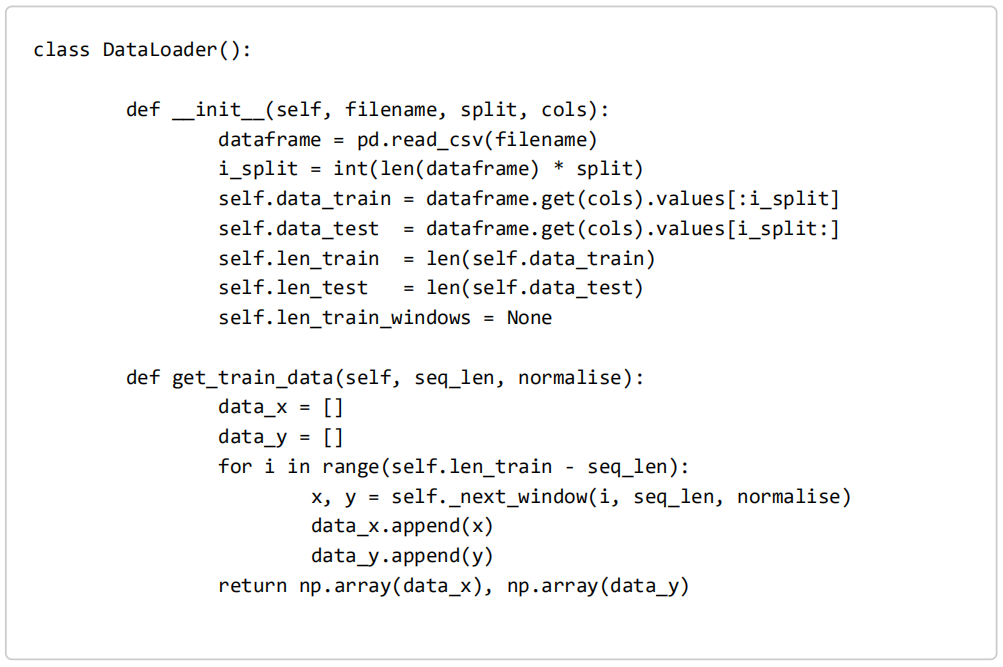 class DataLoader():
def __init__(self, filename, split, cols):
dataframe = pd.read_csv(filename)
i_split = int(len(dataframe) * split)
self.data_train = dataframe.get(cols).values[:i_split]
self.data_test  = dataframe.get(cols).values[i_split:]
self.len_train  = len(self.data_train)
self.len_test   = len(self.data_test)
self.len_train_windows = None
def get_train_data(self, seq_len, normalise):
data_x = []
data_y = []
for i in range(self.len_train - seq_len):
x, y = self._next_window(i, seq_len, normalise)
data_x.append(x)
data_y.append(y)
return np.array(data_x), np.array(data_y)